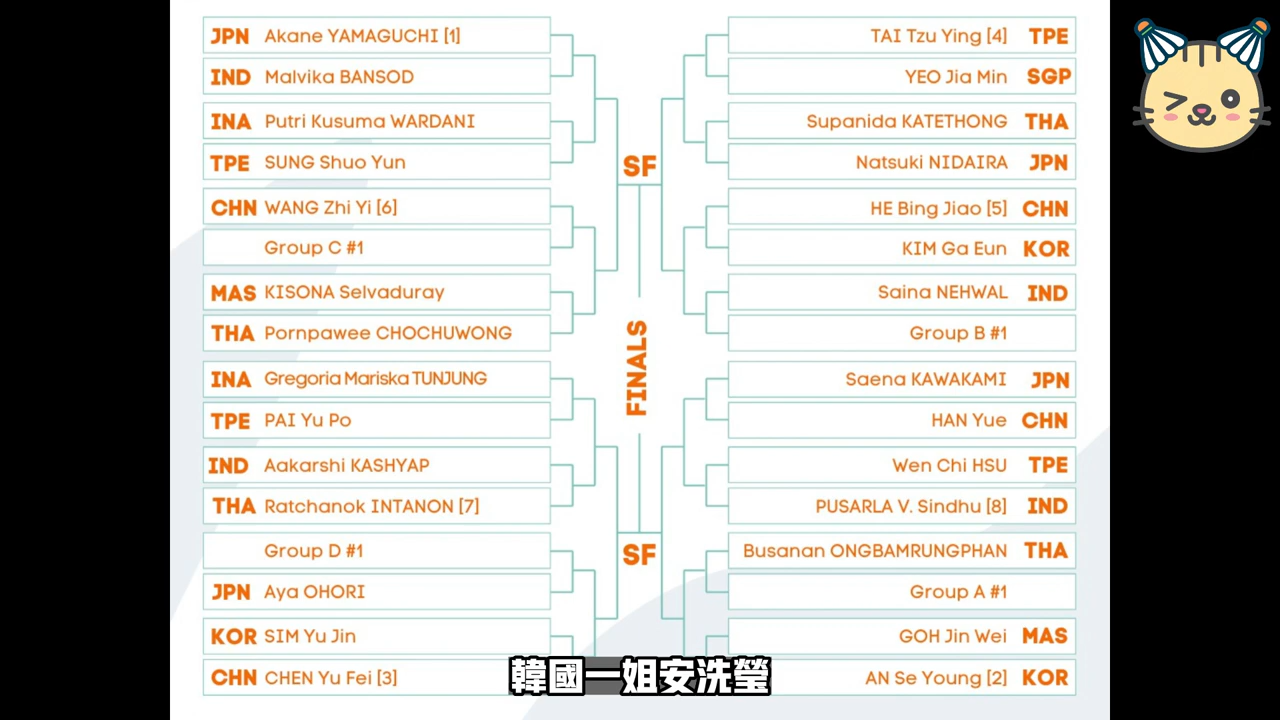 JPN Akane YAMAGUCHI [1]
IND Malvika BANSOD
INA Putri Kusuma WARDANI
TPE SUNG Shuo Yun
CHN WANG Zhi Yi [6]
Group C #1
MAS KISONA Selvaduray
THA Pornpawee CHOCHUWONG
INA Gregoria Mariska TUNJUNG
TPE PAI Yu Po
IND Aakarshi KASHYAP
THA Ratchanok INTANON [7]
Group D #1
JPN Aya OHORI
KOR SIM Yu Jin
CHN CHEN Yu Fei [3]
SF
FINALS
SF
TAI Tzu Ying [4] TPE
YEO Jia Min SGP
Supanida KATETHONG THA
Natsuki NIDAIRA JPN
HE Bing Jiao [5] CHN
KIM Ga Eun KOR
Saina NEHWAL IND
Group B #1
Saena KAWAKAMI JPN
HAN Yue CHN
Wen Chi HSU TPE
PUSARLA V. Sindhu [8] IND
Busanan ONGBAMRUNGPHAN THA
Group A #1
GOH Jin Wei MAS
AN Se Young [2] KOR
韓國一姐安洗瑩